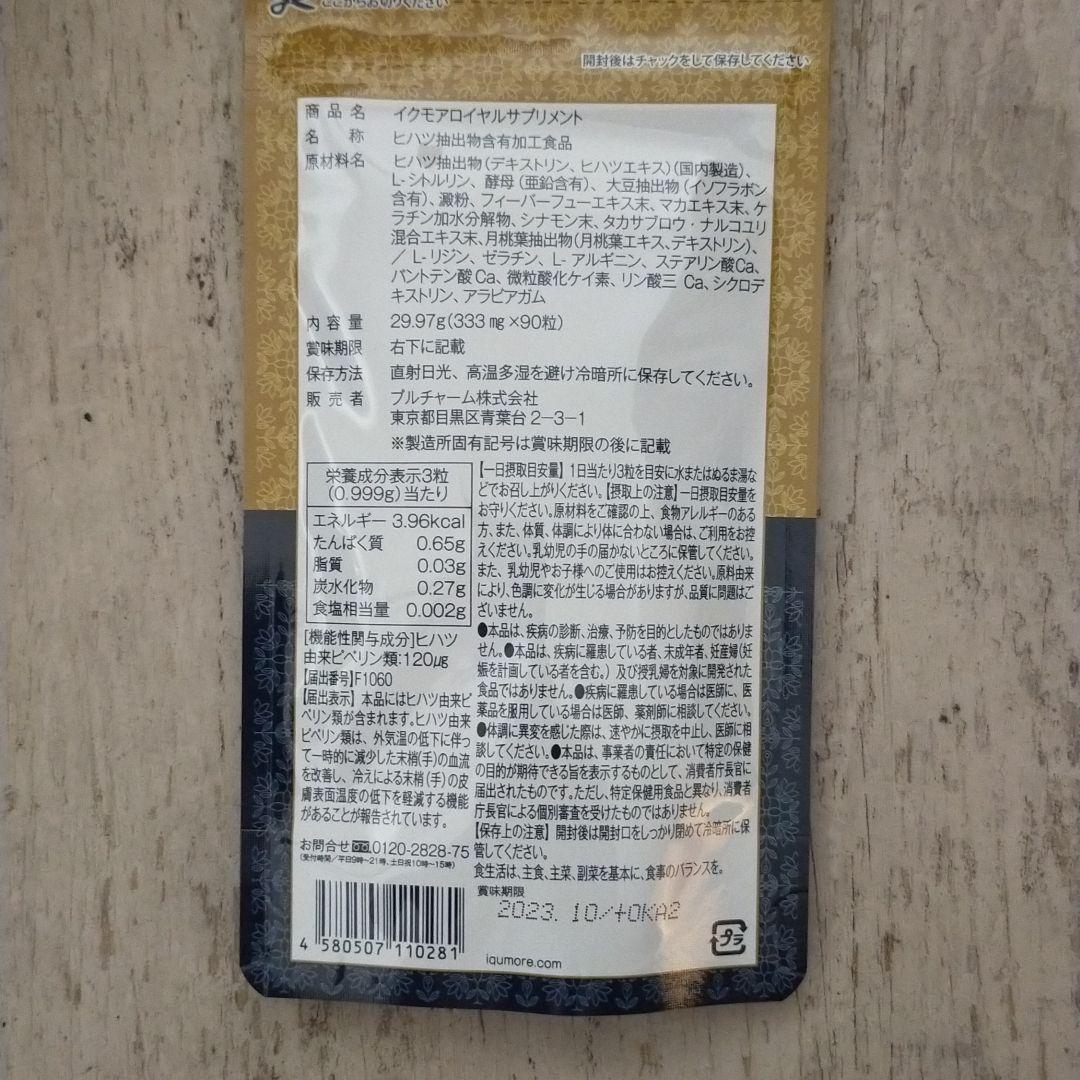 ここからお切りください
開封後はチャックをして保存してください
商品名 イクモアロイヤルサプリメント
名称 ヒハツ抽出物含有加工食品
原材料名 ヒハツ抽出物(デキストリン、ヒハツエキス)(国内製造)、
L-シトルリン、酵母(亜鉛含有)、大豆抽出物(イソフラボン
含有)、澱粉、フィーバーフューエキス末、マカエキス末、ケ
ラチン加水分解物、シナモン末、タカサブロウ・ナルコユリ
混合エキス末、月桃葉抽出物(月桃葉エキス、デキストリン)、
/ L-リジン、ゼラチン、L-アルギニン、ステアリン酸Ca、
パントテン酸Ca、微粒酸化ケイ素、リン酸三Ca、シクロデ
キストリン、アラビアガム
内容量 29.97g(333mg×90粒)
賞味期限 右下に記載
保存方法 直射日光、高温多湿を避け冷暗所に保存してください。
販売者 プルチャーム株式会社
東京都目黒区青葉台2-3-1
※製造所固有記号は賞味期限の後に記載
栄養成分表示3粒
(0.999g)当たり
エネルギー 3.96kcal
たんぱく質 0.65g
脂質 0.03g
炭水化物 0.27g
食塩相当量 0.002g
[機能性関与成分]ヒハツ
由来ピペリン類:120μg
【届出番号】F1060
【届出表示】本品にはヒハツ由来ピ
ペリン類が含まれます。ヒハツ由来
ピペリン類は、外気温の低下に伴っ
て一時的に減少した末梢(手)の血流
を改善し、冷えによる末梢(手)の皮
膚表面温度の低下を軽減する機能
があることが報告されています。
お問合せ 0120-2828-75
(受付時間/平日9時~21時、土日祝10時~15時)
4 580507 110281
【一日摂取目安量】1日当たり3粒を目安に水またはぬるま湯な
どでお召し上がりください。【摂取上の注意】一日摂取目安量を
お守りください。原材料をご確認の上、食物アレルギーのある
方、また、体質、体調により体に合わない場合は、ご利用をお控
えください。乳幼児の手の届かないところに保管してください。
また、乳幼児やお子様へのご使用はお控えください。原料由来
により、色調に変化が生じる場合がありますが、品質に問題はご
ざいません。
●本品は、疾病の診断、治療、予防を目的としたものではありま
せん。●本品は、疾病に罹患している者、未成年者、妊産婦(妊
娠を計画している者を含む。)及び授乳婦を対象に開発された
食品ではありません。●疾病に罹患している場合は医師に、医
薬品を服用している場合は医師、薬剤師に相談してください。
●体調に異変を感じた際は、速やかに摂取を中止し、医師に相
談してください。●本品は、事業者の責任において特定の保健
の目的が期待できる旨を表示するものとして、消費者庁長官に
届出されたものです。ただし、特定保健用食品と異なり、消費者
庁長官による個別審査を受けたものではありません。
【保存上の注意】開封後は開封口をしっかり閉めて冷暗所に保
管してください。
食生活は、主食、主菜、副菜を基本に、食事のバランスを。
賞味期限
2023.10/+OKA2
プラ
iqumore.com